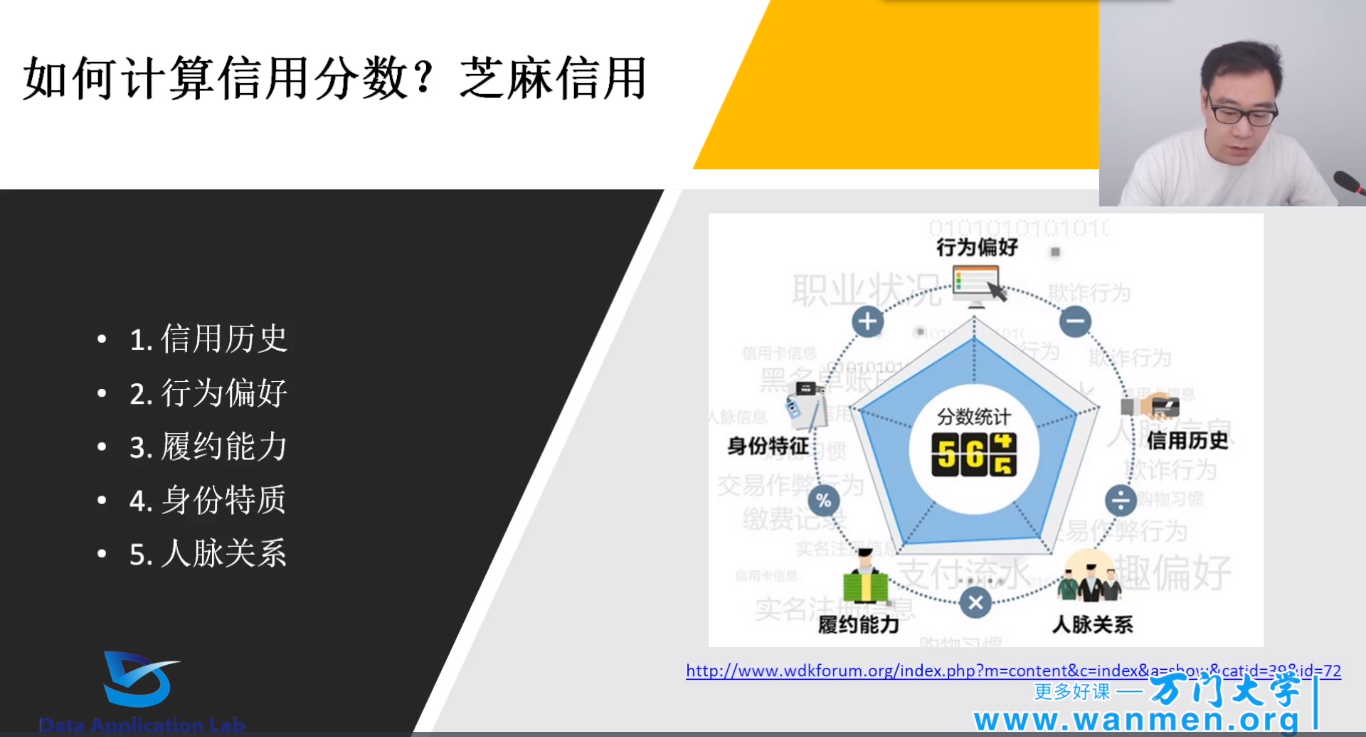 如何计算信用分数？芝麻信用
• 1. 信用历史
• 2. 行为偏好
• 3. 履约能力
• 4. 身份特质
• 5. 人脉关系
Data Application Lab
0101010101010
行为偏好
职业状况
欺诈行为
信用卡信息
欺诈行为
人脉信息
身份特征
分数统计
信用历史
欺诈行为
交易作弊行为
购物习惯
缴费记录
交易作弊行为
实名注册信息
支付流水
趣偏好
信用卡信息
实名注册信息
履约能力
人脉关系
购物习惯
http://www.wdkforum.org/index.php?m=content&c=index&a=show&catid=39&id=72
更多好课 — 万门大学
www.wanmen.org